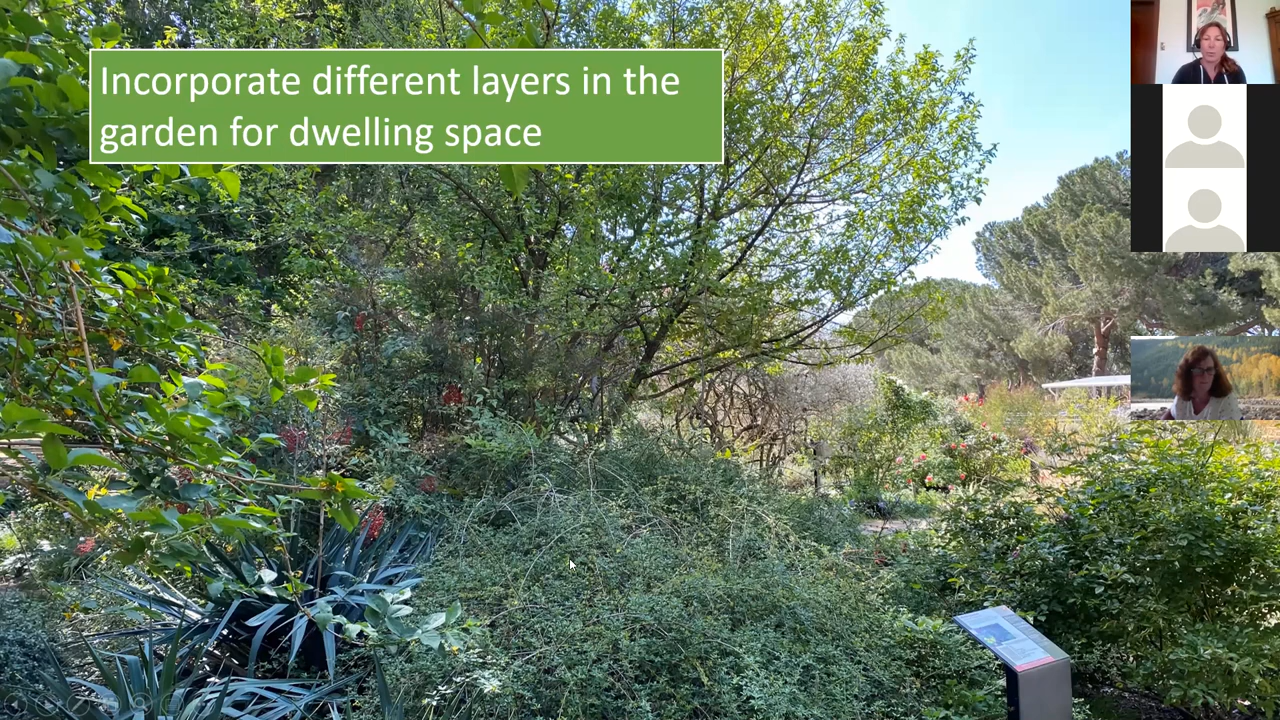 Incorporate different layers in the
garden for dwelling space